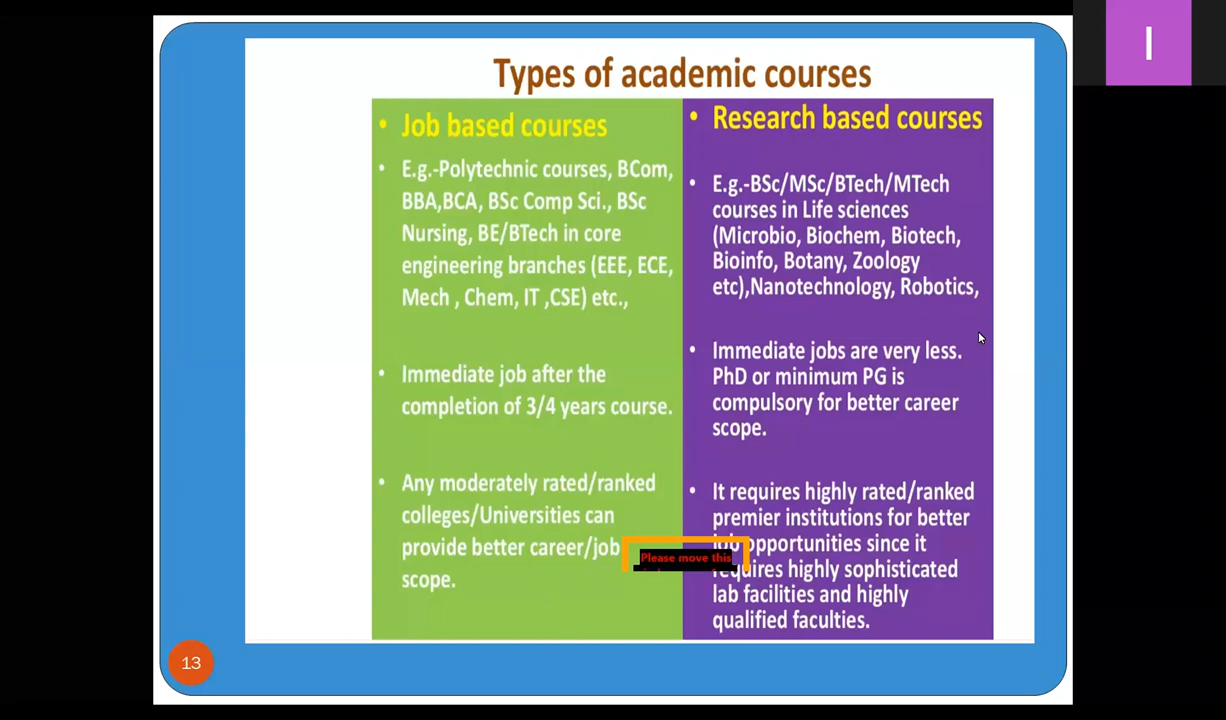 Types of academic courses
• Job based courses
• E.g.-Polytechnic courses, BCom,
BBA,BCA, BSc Comp Sci., BSc
Nursing, BE/BTech in core
engineering branches (EEE, ECE,
Mech , Chem, IT ,CSE) etc.,
• Immediate job after the
completion of 3/4 years course.
• Any moderately rated/ranked
colleges/Universities can
provide better career/job
scope.
• Research based courses
• E.g.-BSc/MSc/BTech/MTech
courses in Life sciences
(Microbio, Biochem, Biotech,
Bioinfo, Botany, Zoology
etc),Nanotechnology, Robotics,
• Immediate jobs are very less.
PhD or minimum PG is
compulsory for better career
scope.
• It requires highly rated/ranked
premier institutions for better
job opportunities since it
requires highly sophisticated
lab facilities and highly
qualified faculties.
Please move this
13
I